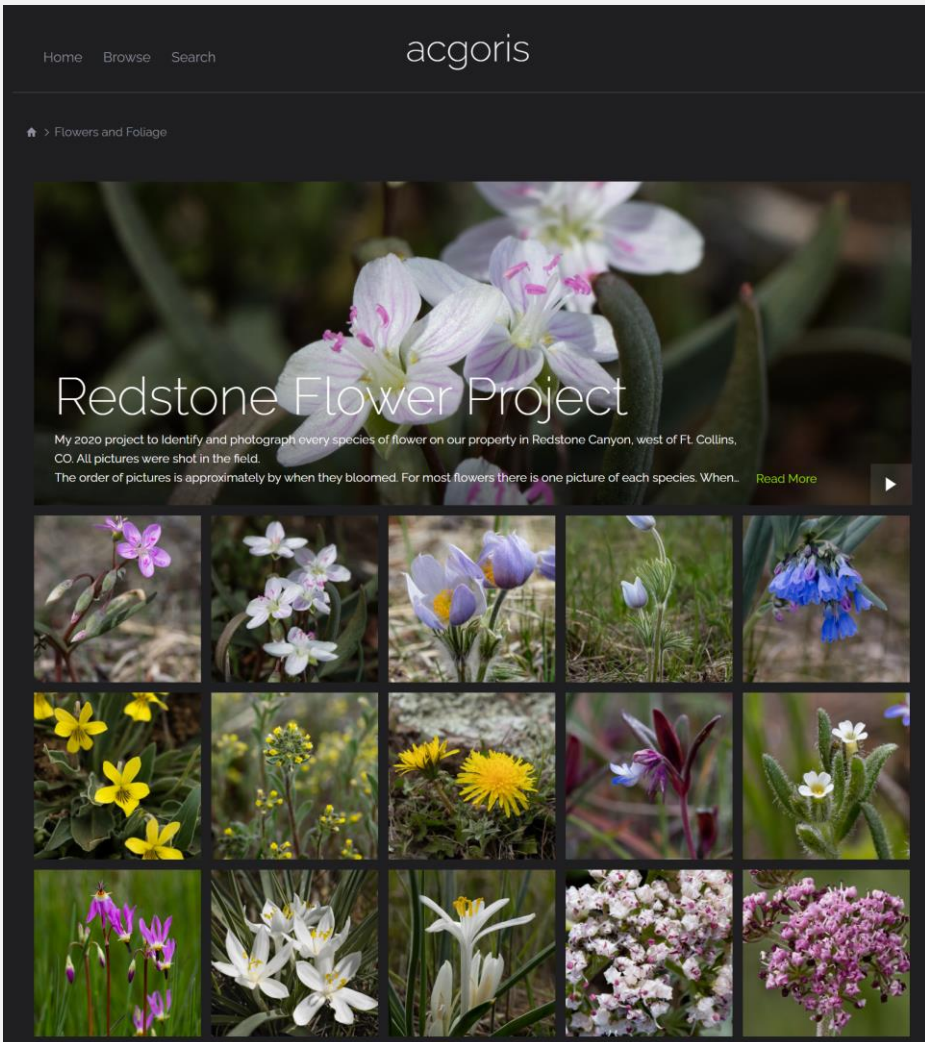 Home Browse Search
acgoris
Flowers and Foliage
Redstone Flower Project
My 2020 project to Identify and photograph every species of flower on our property in Redstone Canyon, west of Ft. Collins,
CO. All pictures were shot in the field.
The order of pictures is approximately by when they bloomed. For most flowers there is one picture of each species. When... Read More